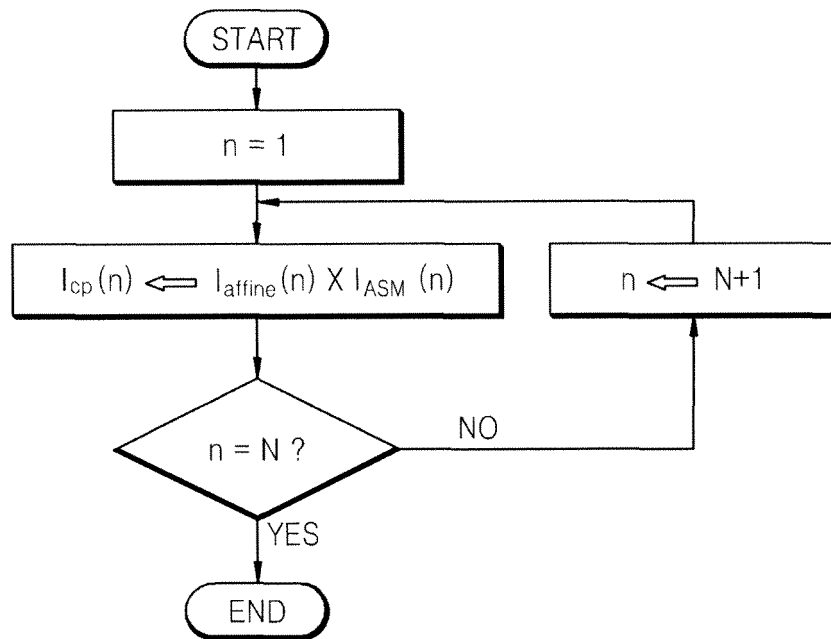 START
n = 1
I_cp(n) ⇐ I_affine(n) X I_ASM (n)
n ⇐ N+1
n = N ?
NO
YES
END